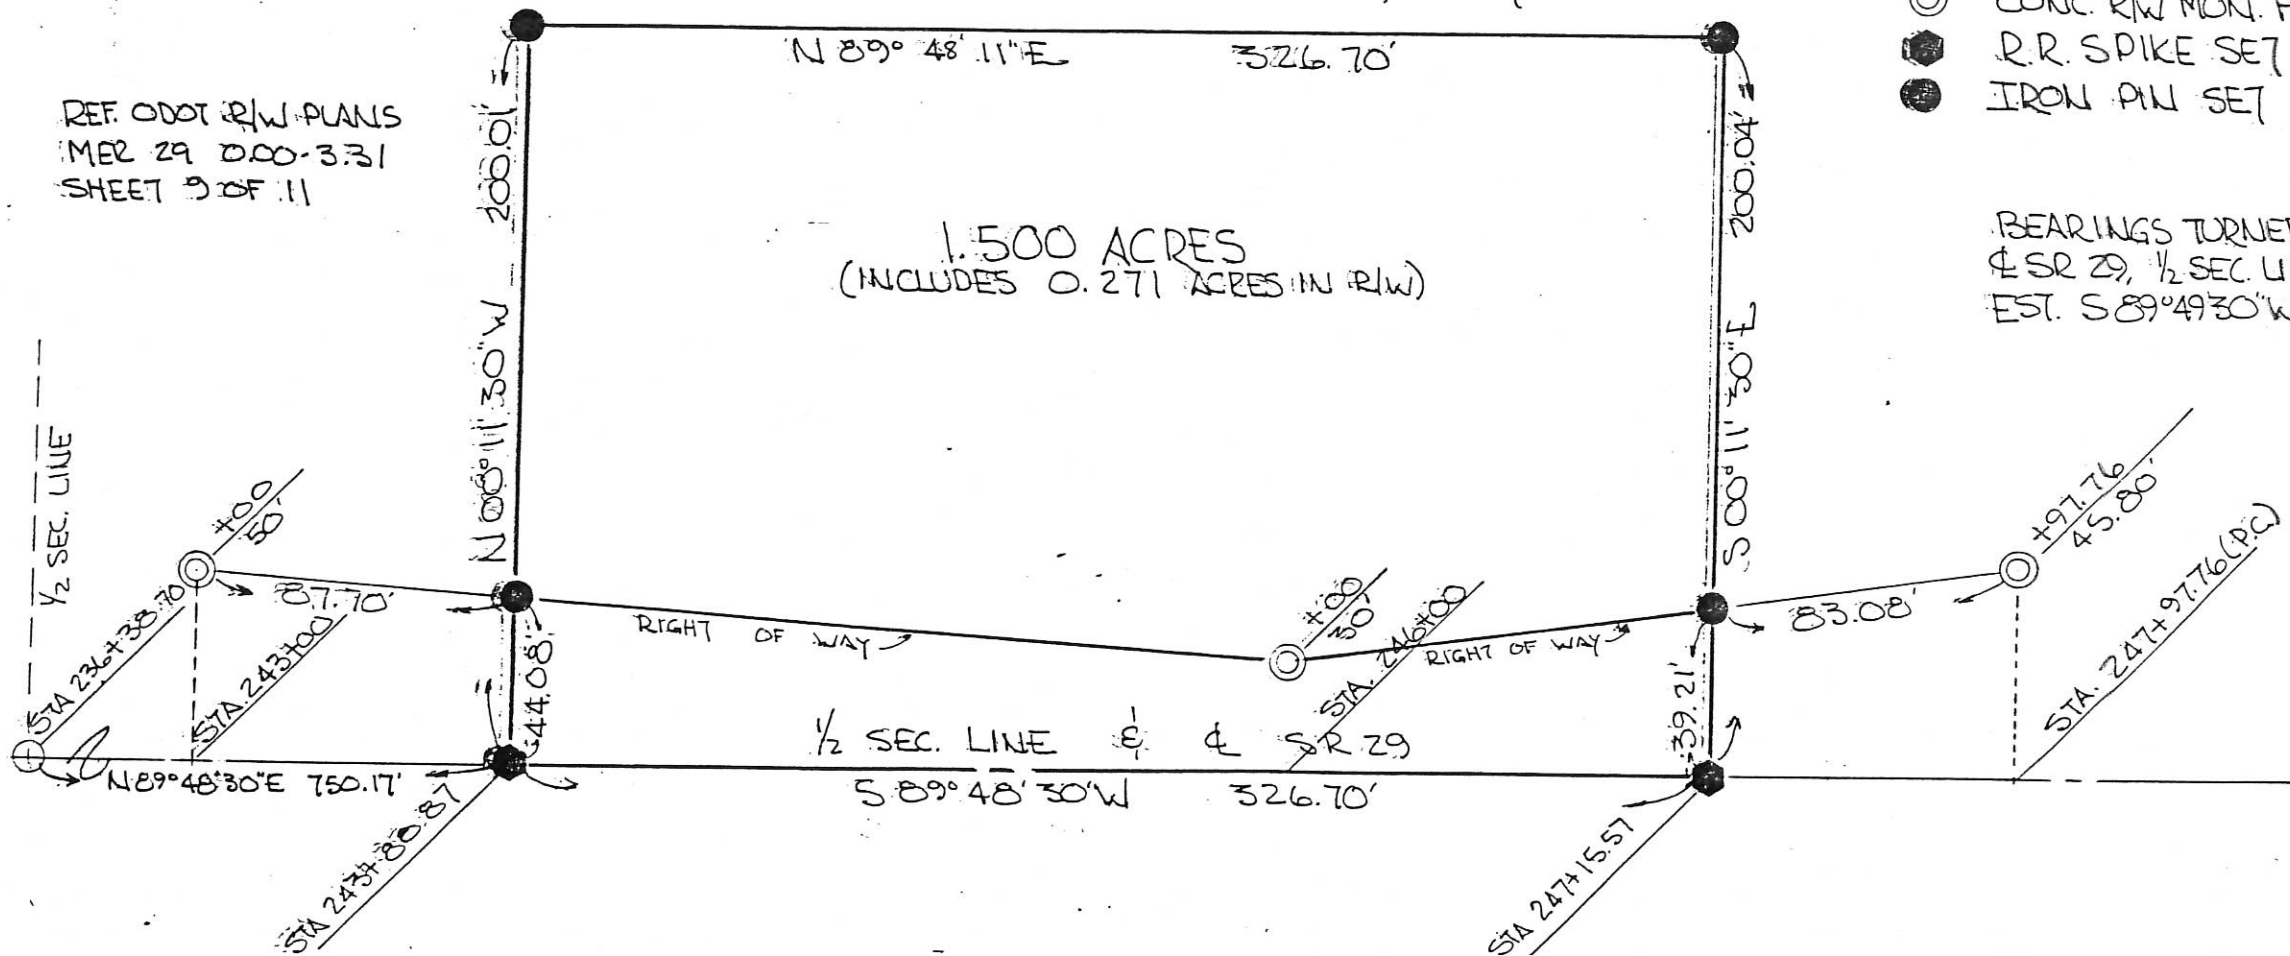 CONC. R/W MON.
R.R. SPIKE SET
IRON PIN SET
N 89° 48' 11" E 326.70'
REF. ODOT R/W PLANS
MER 29 0.00-3.31
SHEET 9 OF 11
200.01'
N 00° 11' 30" W
200.04'
S 00° 11' 30" E
1.500 ACRES
(INCLUDES 0.271 ACRES IN R/W)
BEARINGS TURNED
℄ SR 29, ½ SEC. LI
EST. S 89°49'30"W
½ SEC. LINE
+00
50'
87.70'
STA 236+38.70
STA. 243+00
44.08'
RIGHT OF WAY
+00
30'
STA. 246+00
RIGHT OF WAY
39.21'
83.08'
+97.76
45.80'
STA. 247+97.76 (P.C.)
½ SEC. LINE & ℄ SR 29
N 89° 48' 30" E 750.17'
S 89° 48' 30" W 326.70'
STA 247+15.57